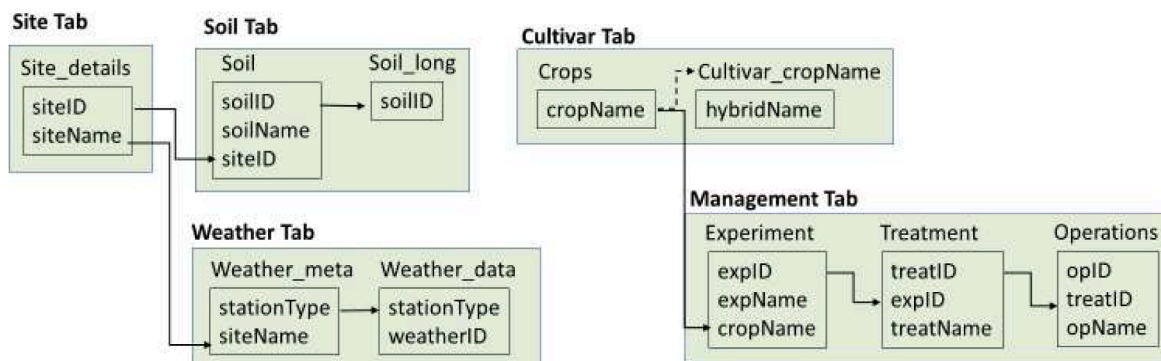 Site Tab
Site_details
siteID
siteName
Soil Tab
Soil
soilID
soilName
siteID
Soil_long
soilID
Cultivar Tab
Crops
cropName
Cultivar_cropName
hybridName
Weather Tab
Weather_meta
stationType
siteName
Weather_data
stationType
weatherID
Management Tab
Experiment
expID
expName
cropName
Treatment
treatID
expID
treatName
Operations
opID
treatID
opName